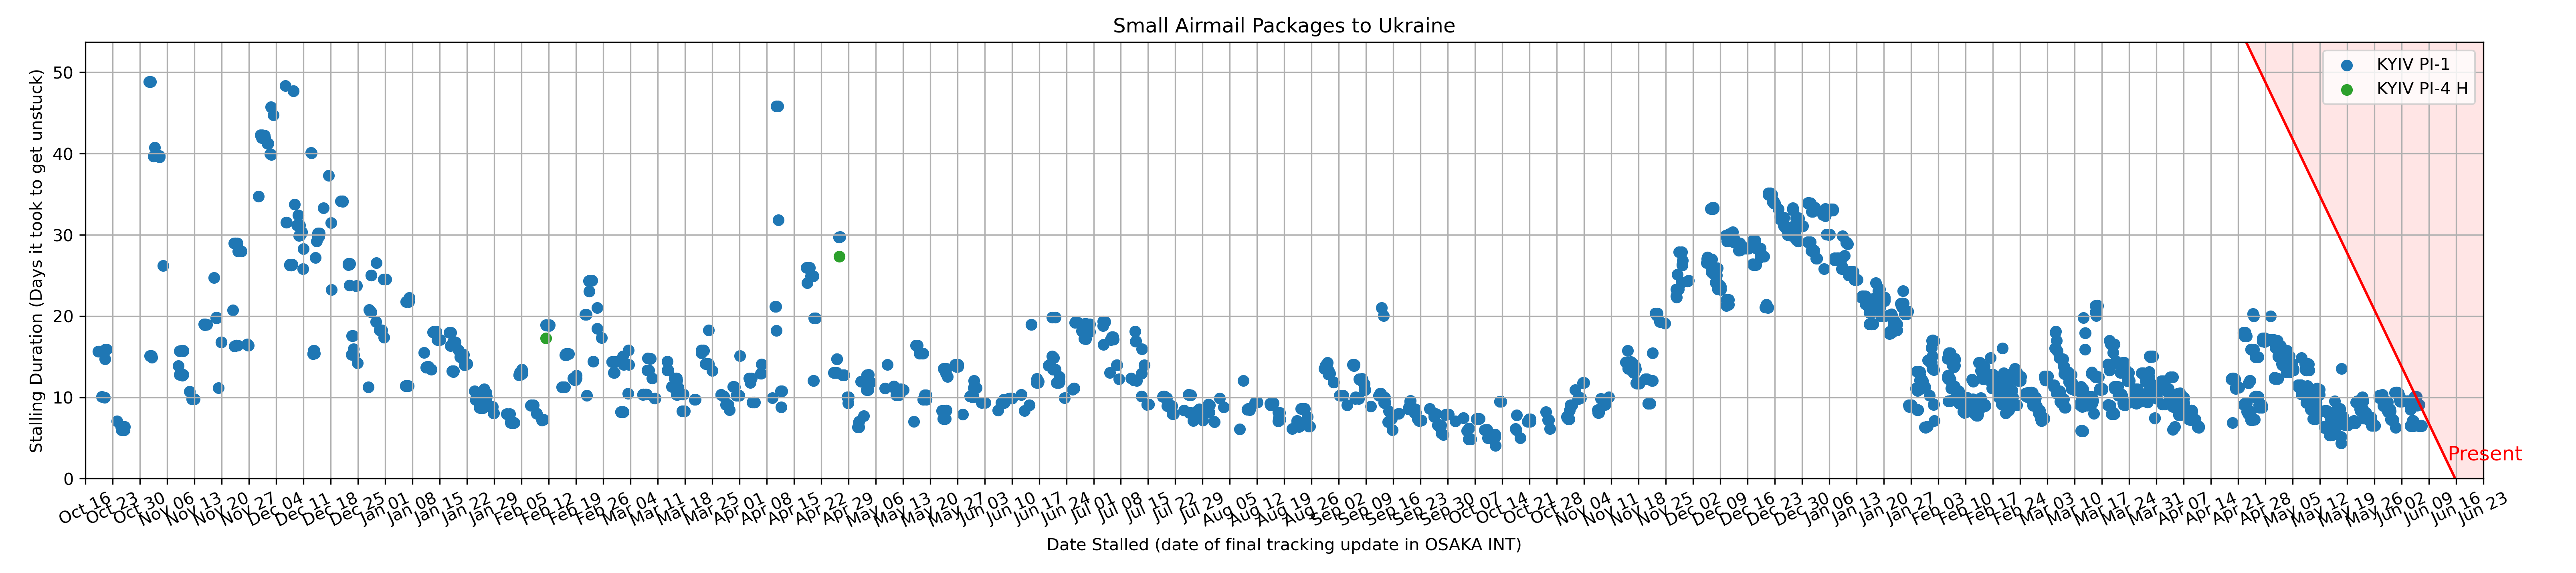 Small Airmail Packages to Ukraine
KYIV PI-1
KYIV PI-4 H
Stalling Duration (Days it took to get unstuck)
50
40
30
20
10
0
Present
Oct 16
Oct 23
Oct 30
Nov 06
Nov 13
Nov 20
Nov 27
Dec 04
Dec 11
Dec 18
Dec 25
Jan 01
Jan 08
Jan 15
Jan 22
Jan 29
Feb 05
Feb 12
Feb 19
Feb 26
Mar 04
Mar 11
Mar 18
Mar 25
Apr 01
Apr 08
Apr 15
Apr 22
Apr 29
May 06
May 13
May 20
May 27
Jun 03
Jun 10
Jun 17
Jun 24
Jul 01
Jul 08
Jul 15
Jul 22
Jul 29
Aug 05
Aug 12
Aug 19
Aug 26
Sep 02
Sep 09
Sep 16
Sep 23
Sep 30
Oct 07
Oct 14
Oct 21
Oct 28
Nov 04
Nov 11
Nov 18
Nov 25
Dec 02
Dec 09
Dec 16
Dec 23
Dec 30
Jan 06
Jan 13
Jan 20
Jan 27
Feb 03
Feb 10
Feb 17
Feb 24
Mar 03
Mar 10
Mar 17
Mar 24
Mar 31
Apr 07
Apr 14
Apr 21
Apr 28
May 05
May 12
May 19
May 26
Jun 02
Jun 09
Jun 16
Jun 23
Date Stalled (date of final tracking update in OSAKA INT)